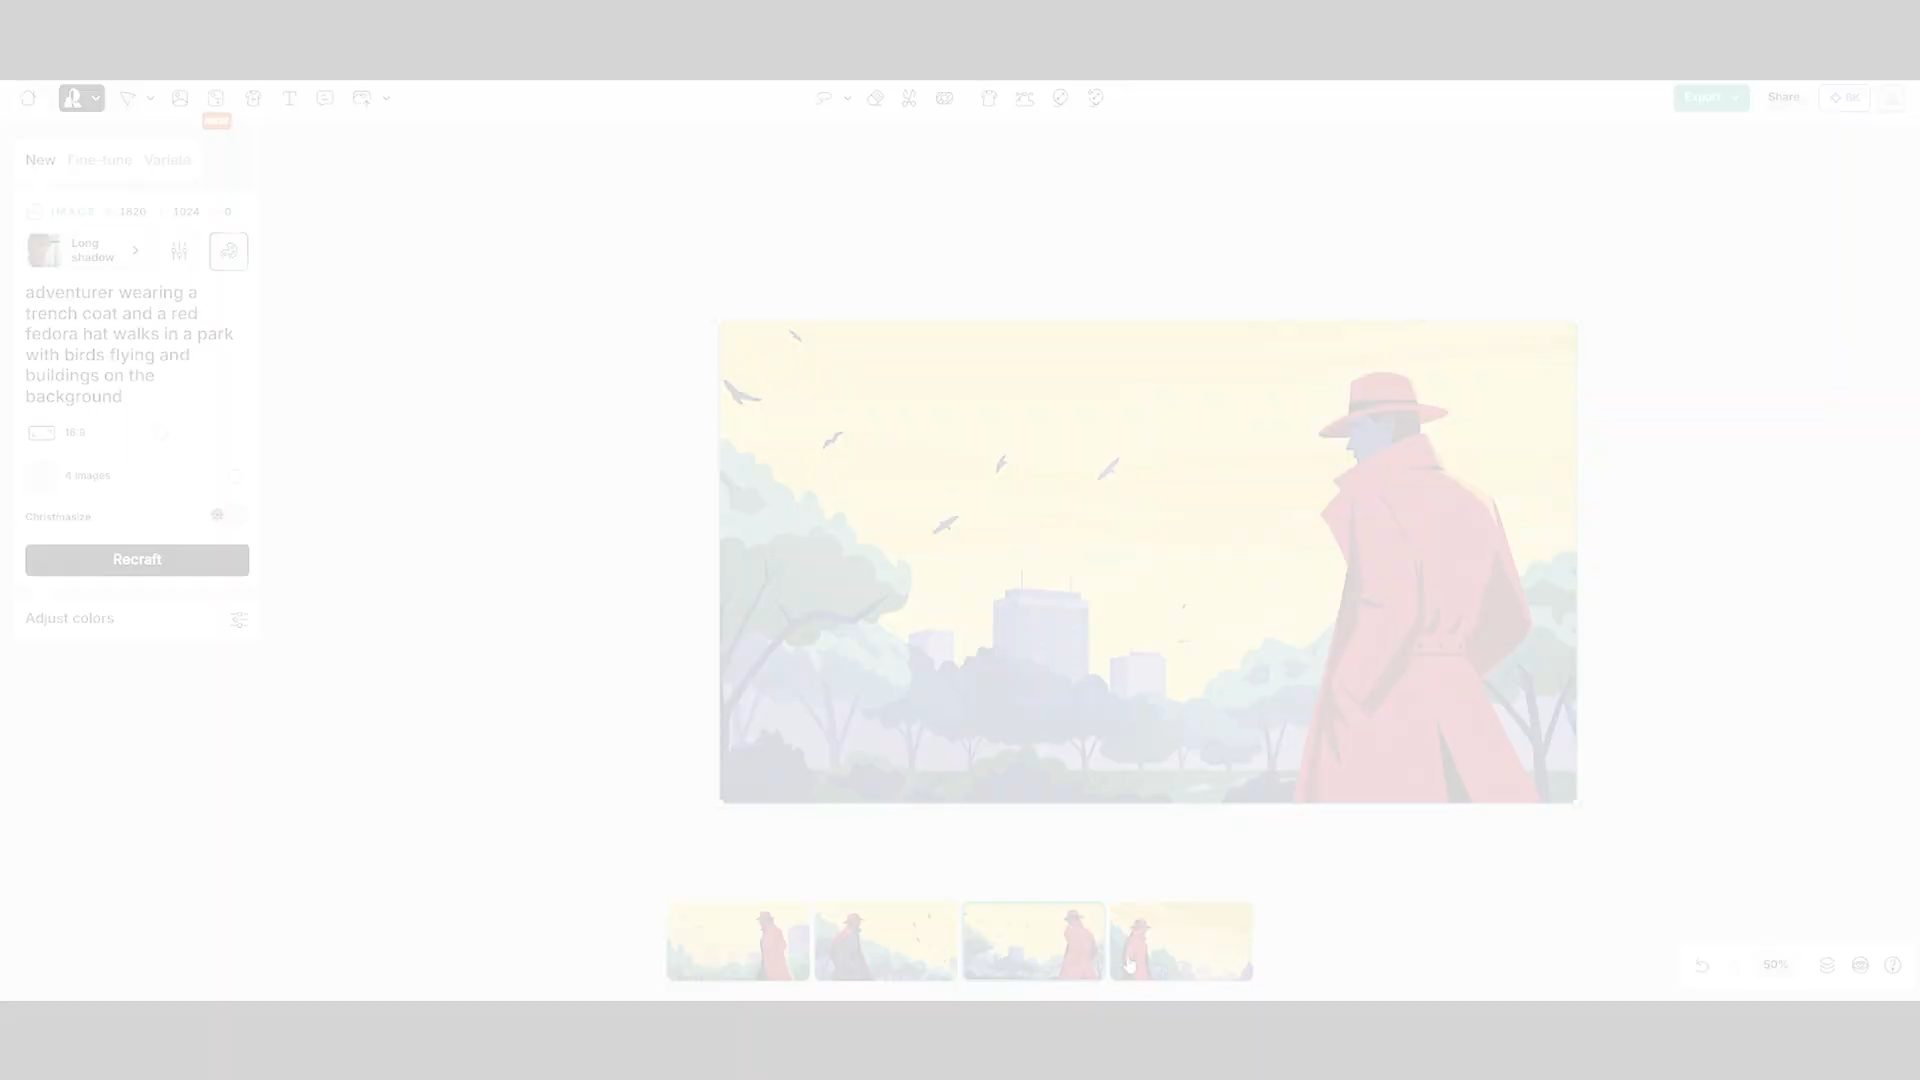 Export
Share
6K
New Fine-tune Variatio
IMAGE 1820 1024 0
Long
shadow
adventurer wearing a
trench coat and a red
fedora hat walks in a park
with birds flying and
buildings on the
background
16:9
4 images
Christmasize
Recraft
Adjust colors
50%